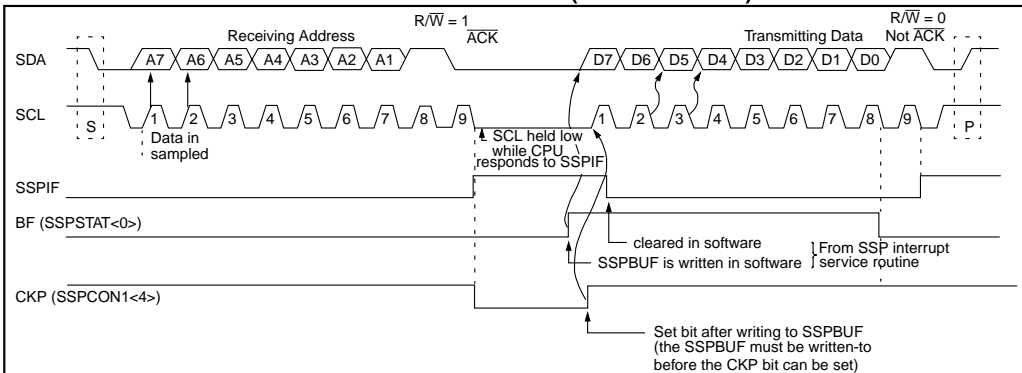 R/W = 1
R/W = 0
Receiving Address
ACK
Transmitting Data
Not ACK
SDA
A7 A6 A5 A4 A3 A2 A1
D7 D6 D5 D4 D3 D2 D1 D0
SCL
S
1 2 3 4 5 6 7 8 9
1 2 3 4 5 6 7 8 9
P
Data in
sampled
SCL held low
while CPU
responds to SSPIF
SSPIF
BF (SSPSTAT<0>)
cleared in software
SSPBUF is written in software
From SSP interrupt
service routine
CKP (SSPCON1<4>)
Set bit after writing to SSPBUF
(the SSPBUF must be written-to
before the CKP bit can be set)